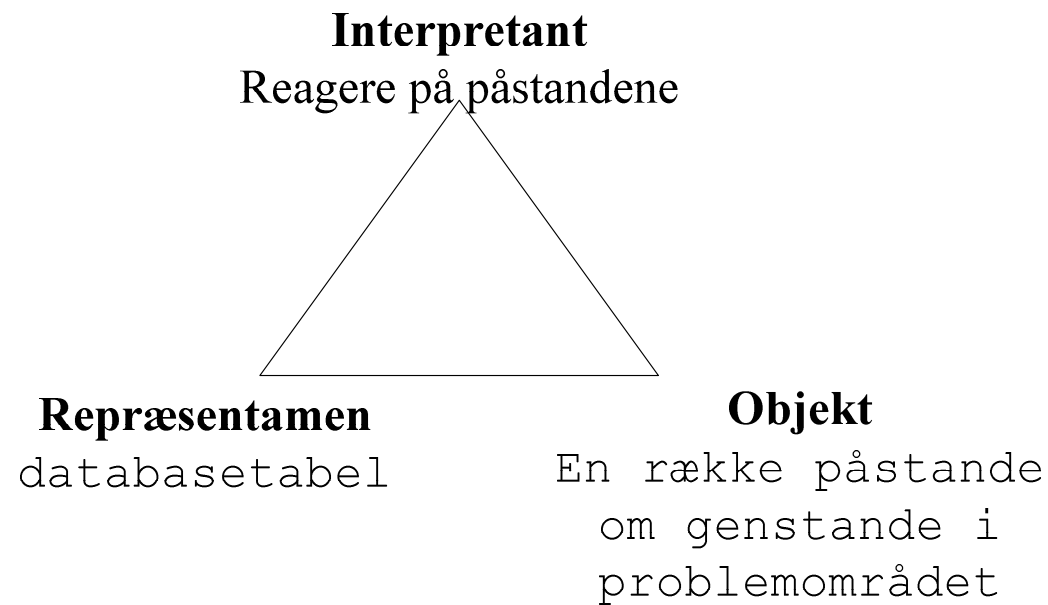 Interpretant
Reagere på påstandene
Repræsentamen
databasetabel
Objekt
En række påstande
om genstande i
problemområdet